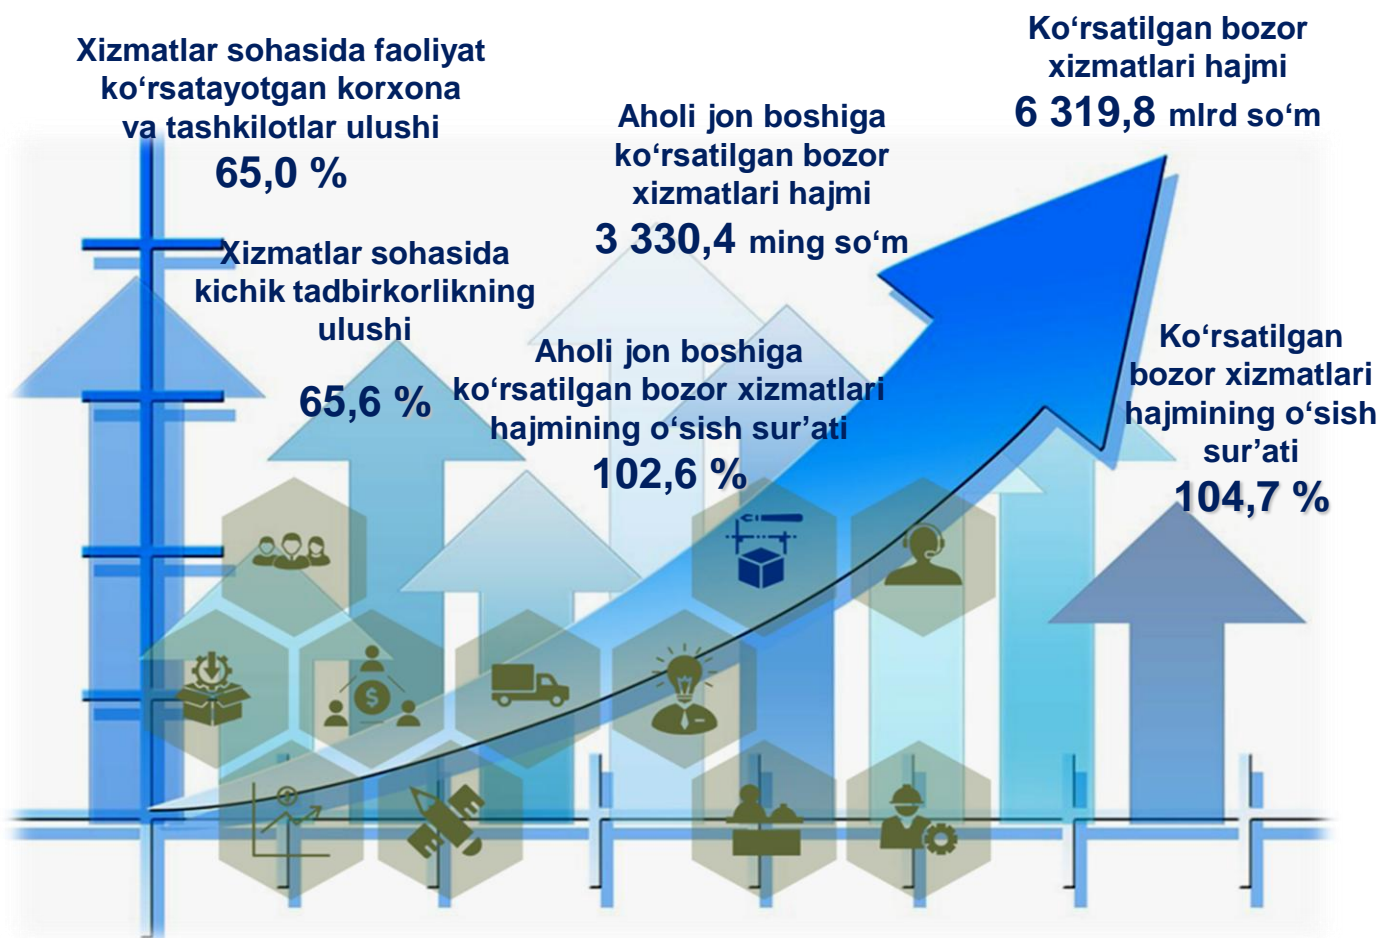 Xizmatlar sohasida faoliyat
ko‘rsatayotgan korxona
va tashkilotlar ulushi
65,0 %
Xizmatlar sohasida
kichik tadbirkorlikning
ulushi
65,6 %
Aholi jon boshiga
ko‘rsatilgan bozor
xizmatlari hajmi
3 330,4 ming so‘m
Aholi jon boshiga
ko‘rsatilgan bozor xizmatlari
hajmining o‘sish sur’ati
102,6 %
Ko‘rsatilgan bozor
xizmatlari hajmi
6 319,8 mlrd so‘m
Ko‘rsatilgan
bozor xizmatlari
hajmining o‘sish
sur’ati
104,7 %